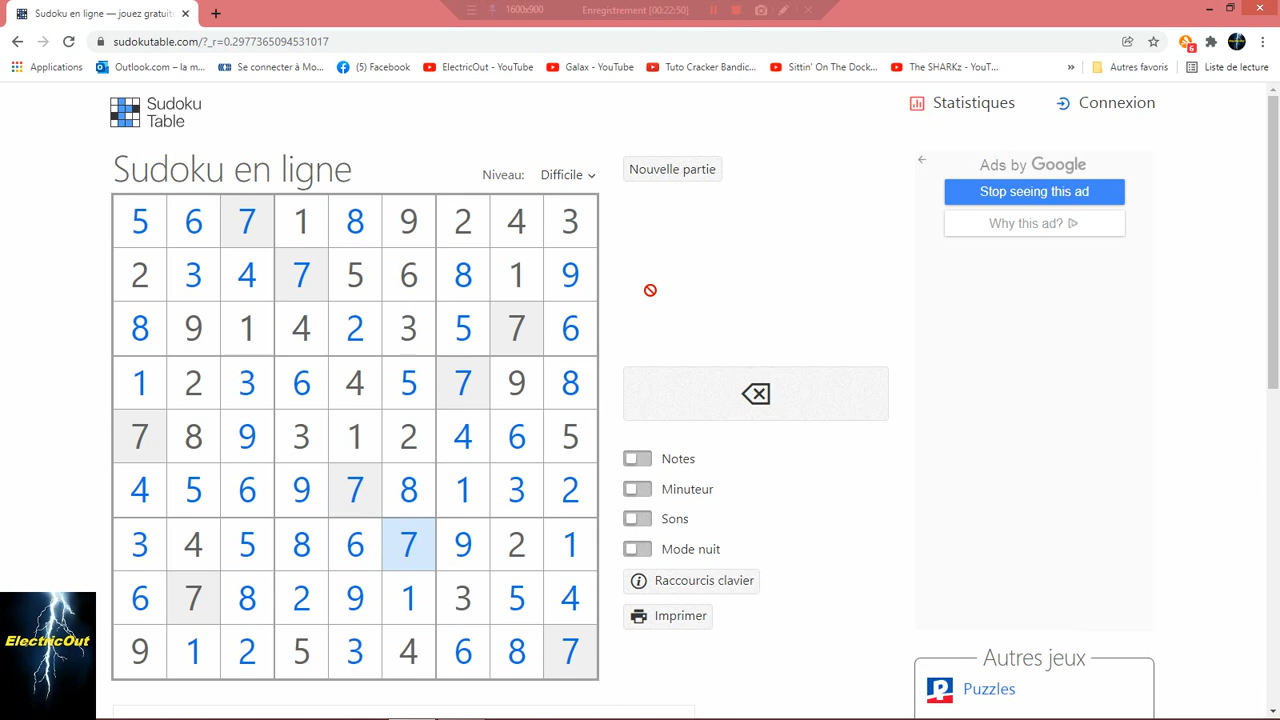 Sudoku en ligne — jouez gratuite
1600x900
Enregistrement [00:22:50]
sudokutable.com/?_r=0.2977365094531017
6
Applications
Outlook.com – la m...
Se connecter à Mo...
(5) Facebook
ElectricOut - YouTube
Galax - YouTube
Tuto Cracker Bandic...
Sittin' On The Dock...
The SHARKz - YouT...
»
Autres favoris
Liste de lecture
Sudoku
Table
Statistiques
Connexion
Sudoku en ligne
Niveau:
Difficile
Nouvelle partie
Ads by Google
Stop seeing this ad
Why this ad?
5 6 7 1 8 9 2 4 3
2 3 4 7 5 6 8 1 9
8 9 1 4 2 3 5 7 6
1 2 3 6 4 5 7 9 8
7 8 9 3 1 2 4 6 5
4 5 6 9 7 8 1 3 2
3 4 5 8 6 7 9 2 1
6 7 8 2 9 1 3 5 4
9 1 2 5 3 4 6 8 7
Notes
Minuteur
Sons
Mode nuit
Raccourcis clavier
Imprimer
ElectricOut
Autres jeux
Puzzles